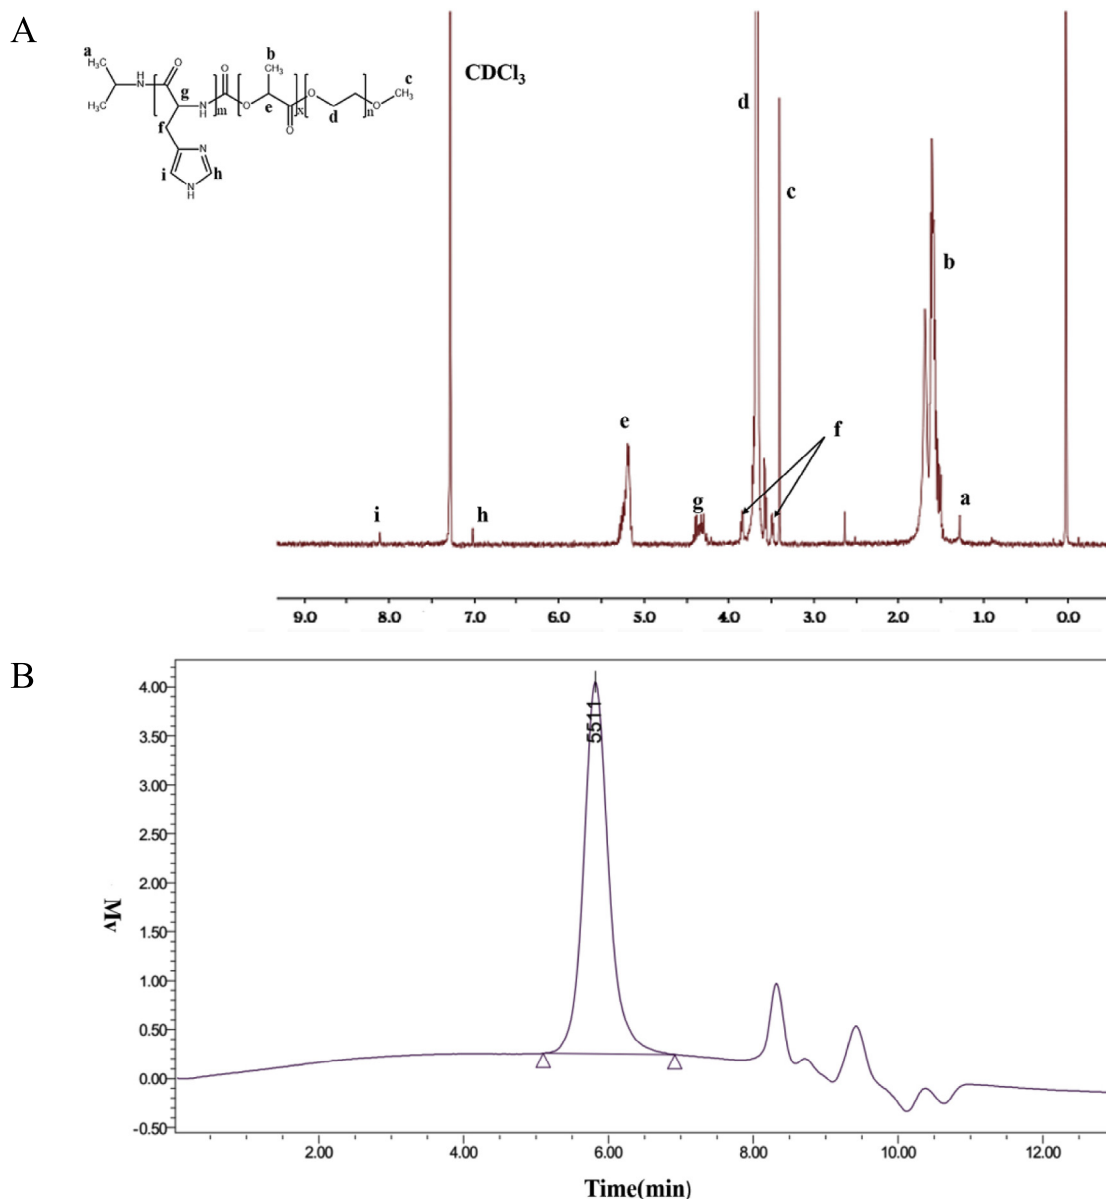 A
a
H₃C
CH₃
H
N
O
g
NH
m
O
O
b
CH₃
e
x
O
O
d
n
O
c
CH₃
f
N
i
h
N
H
CDCl₃
d
c
b
e
f
g
i
h
a
9.0 8.0 7.0 6.0 5.0 4.0 3.0 2.0 1.0 0.0
B
5511
4.00
3.50
3.00
2.50
2.00
1.50
1.00
0.50
0.00
-0.50
Mv
2.00 4.00 6.00 8.00 10.00 12.00
Time(min)